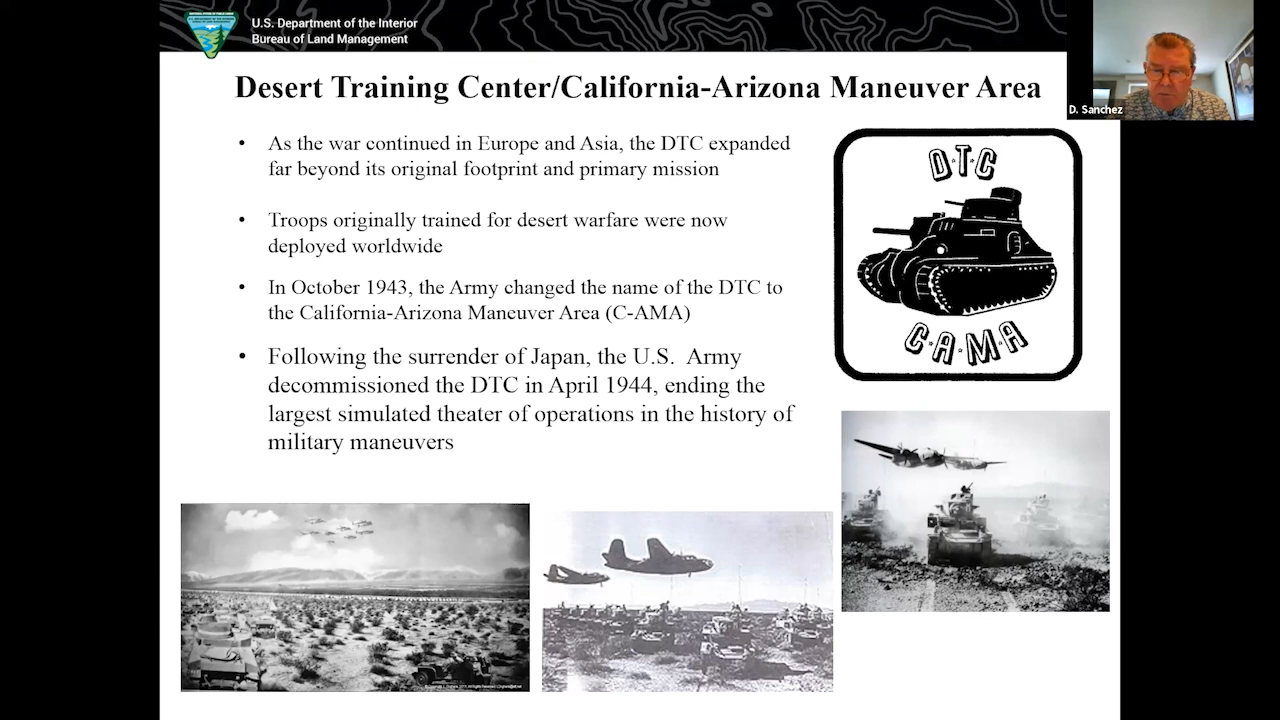 U.S. Department of the Interior
Bureau of Land Management
D. Sanchez
Desert Training Center/California-Arizona Maneuver Area
• As the war continued in Europe and Asia, the DTC expanded
far beyond its original footprint and primary mission
• Troops originally trained for desert warfare were now
deployed worldwide
• In October 1943, the Army changed the name of the DTC to
the California-Arizona Maneuver Area (C-AMA)
• Following the surrender of Japan, the U.S. Army
decommissioned the DTC in April 1944, ending the
largest simulated theater of operations in the history of
military maneuvers
D·T·C
C·A·M·A